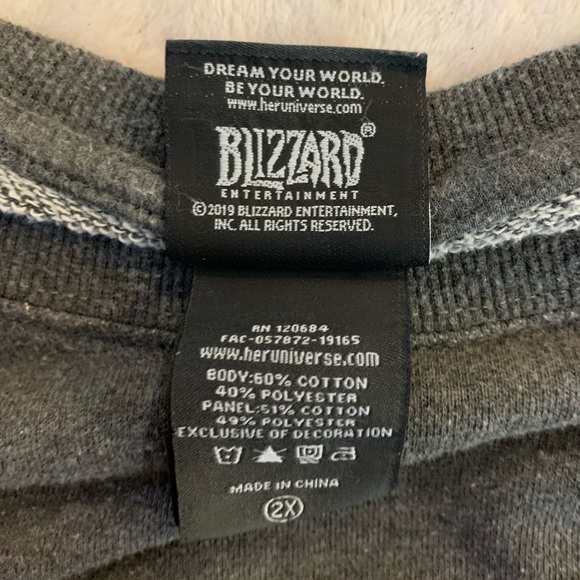 DREAM YOUR WORLD.
BE YOUR WORLD.
www.heruniverse.com
BLIZZARD®
ENTERTAINMENT
©2019 BLIZZARD ENTERTAINMENT,
INC. ALL RIGHTS RESERVED.
RN 120684
FAC-057872-19165
www.heruniverse.com
BODY:60% COTTON
40% POLYESTER
PANEL:51% COTTON
49% POLYESTER
EXCLUSIVE OF DECORATION
MADE IN CHINA
2X